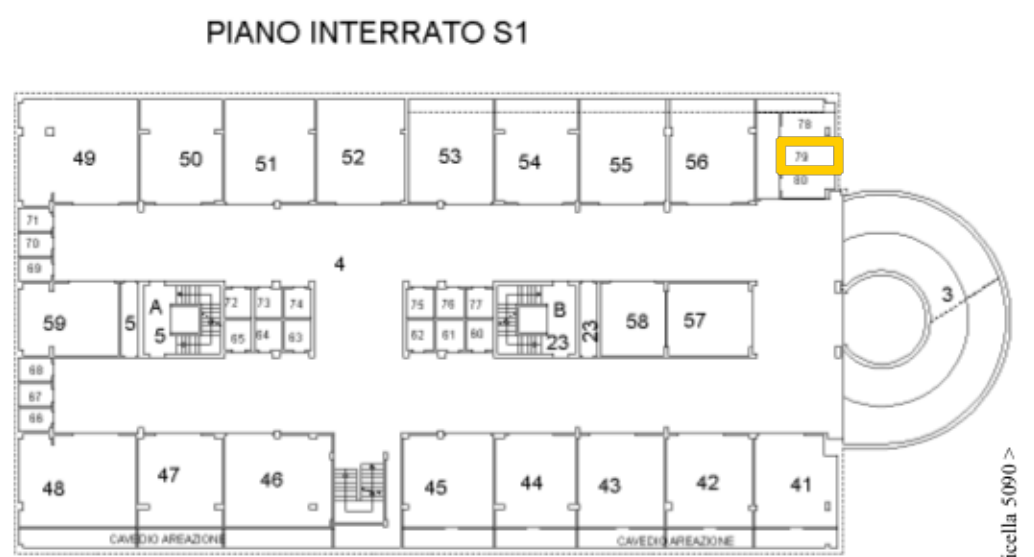 PIANO INTERRATO S1
49 50 51 52 53 54 55 56 78
79
80
71
70
69
4
3
59 5 A 5 72 73 74 75 76 77 B 23 23 58 57
65 64 63 62 61 60
68
67
66
48 47 46 45 44 43 42 41
CAVEDIO AREAZIONE CAVEDIO AREAZIONE
icella 5090 >